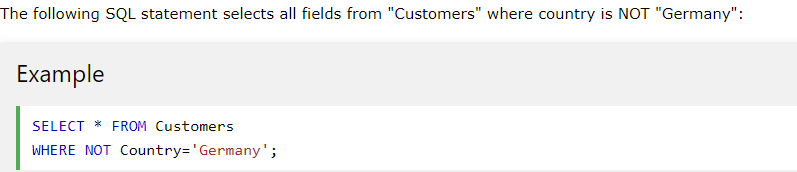 The following SQL statement selects all fields from "Customers" where country is NOT "Germany":
Example
SELECT * FROM Customers
WHERE NOT Country='Germany';